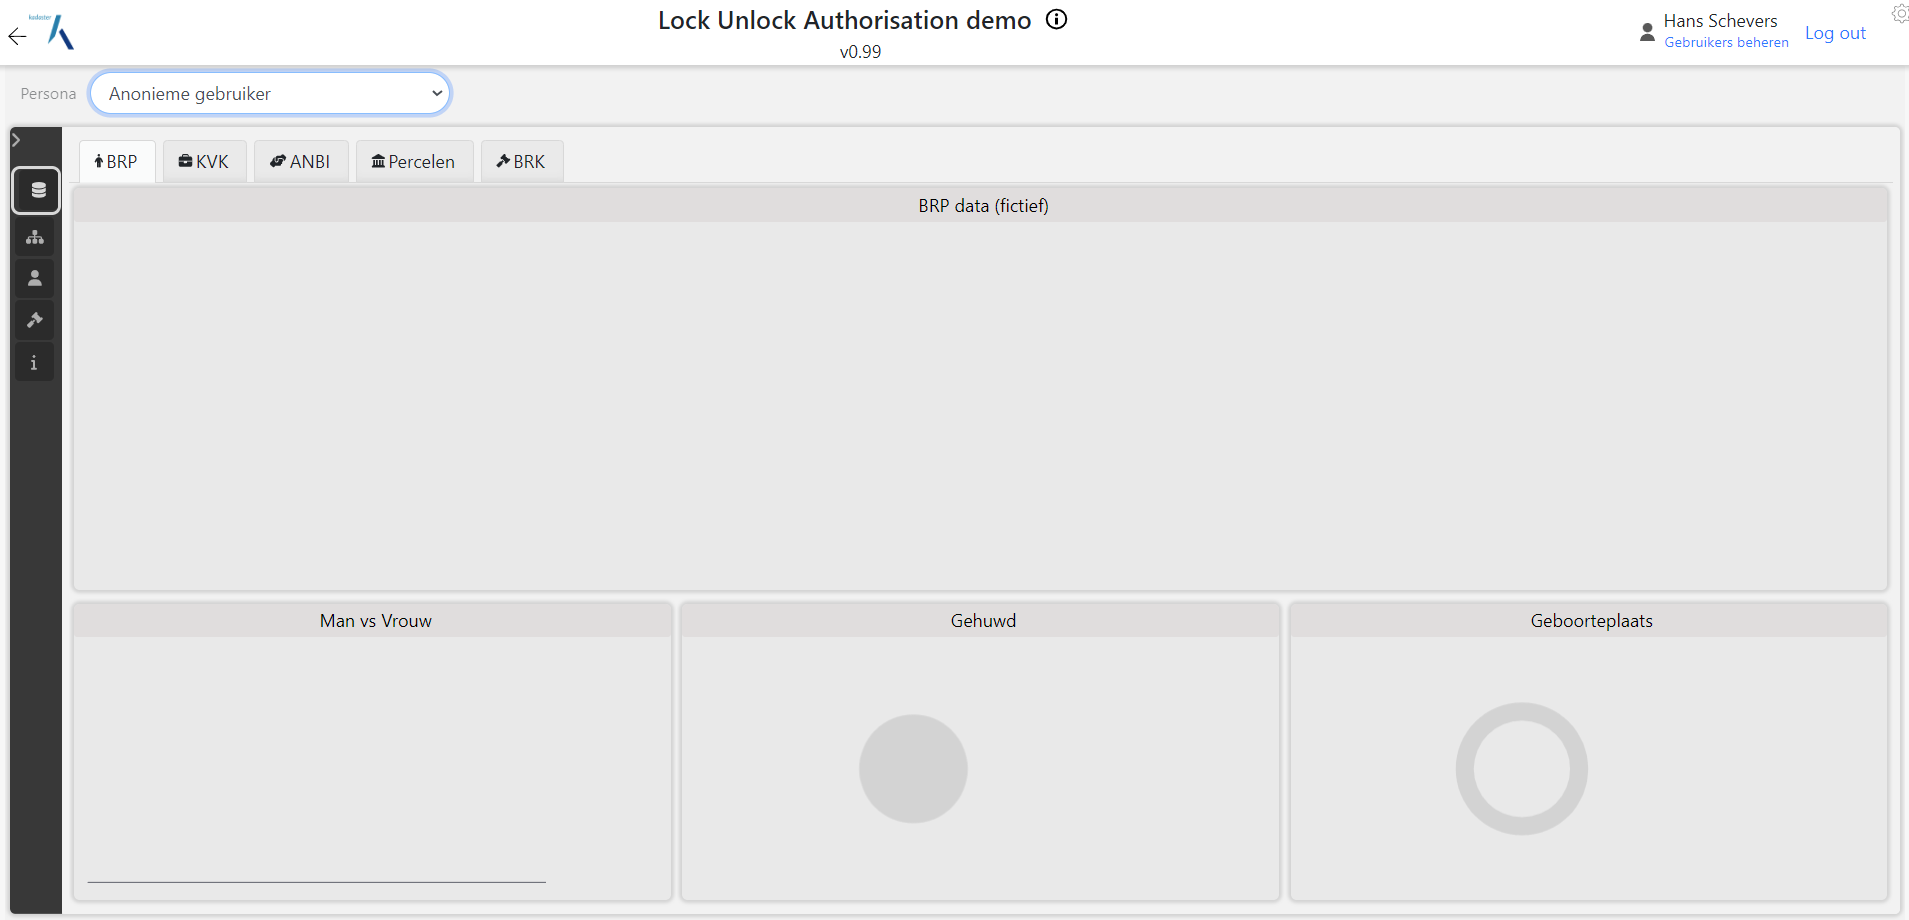 kadaster
Lock Unlock Authorisation demo
v0.99
Hans Schevers
Gebruikers beheren
Log out
Persona
Anonieme gebruiker
BRP
KVK
ANBI
Percelen
BRK
BRP data (fictief)
Man vs Vrouw
Gehuwd
Geboorteplaats